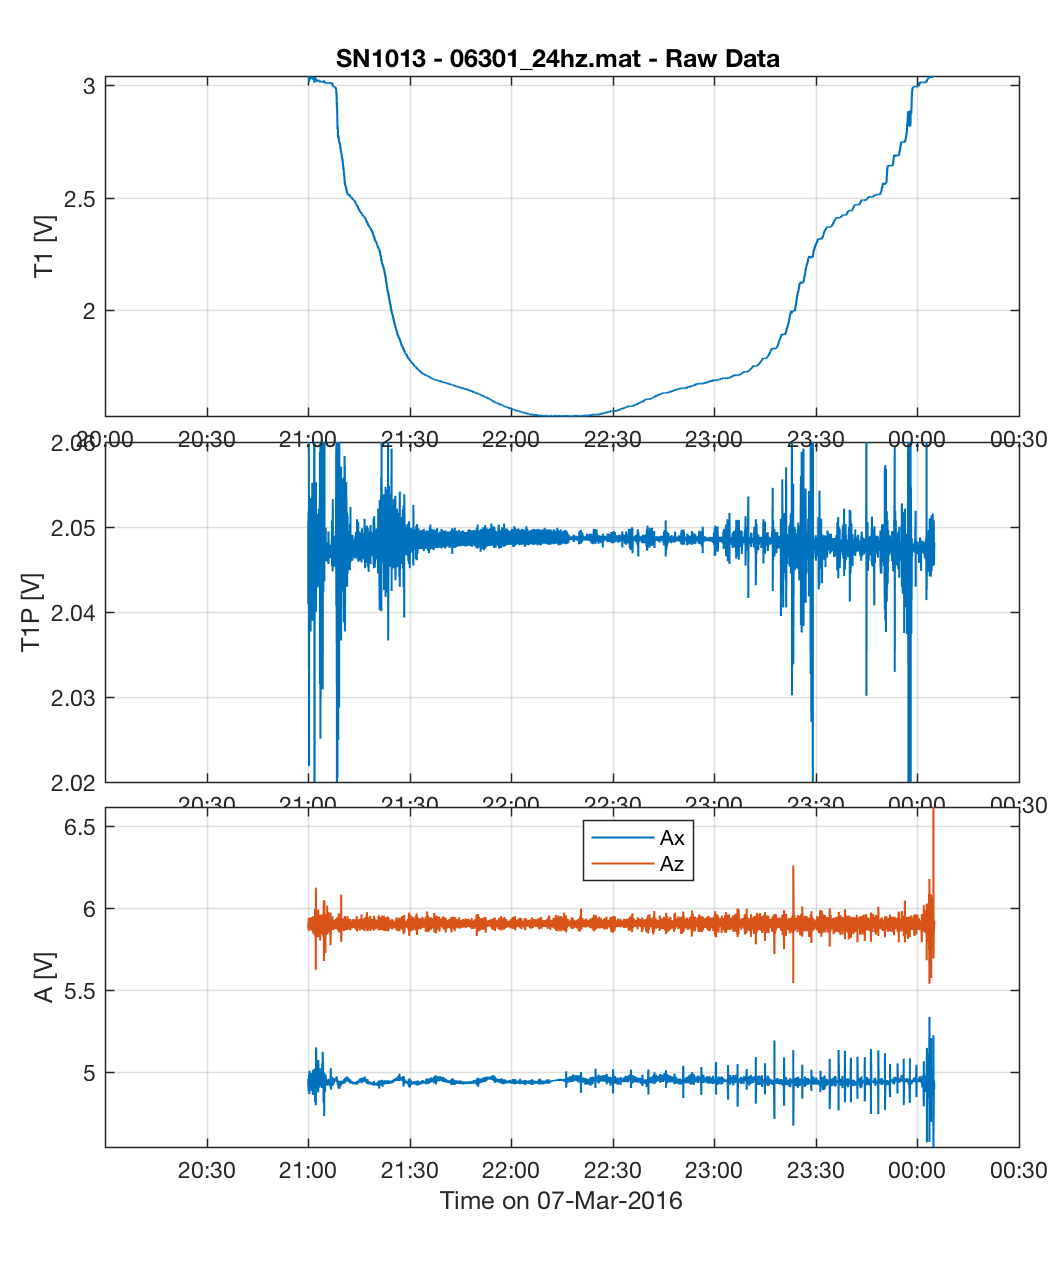 SN1013 - 06301_24hz.mat - Raw Data
3
2.5
2
T1 [V]
20:00 20:30 21:00 21:30 22:00 22:30 23:00 23:30 00:00 00:30
2.06
2.05
2.04
2.03
2.02
T1P [V]
20:30 21:00 21:30 22:00 22:30 23:00 23:30 00:00 00:30
6.5
6
5.5
5
A [V]
Ax
Az
20:30 21:00 21:30 22:00 22:30 23:00 23:30 00:00 00:30
Time on 07-Mar-2016